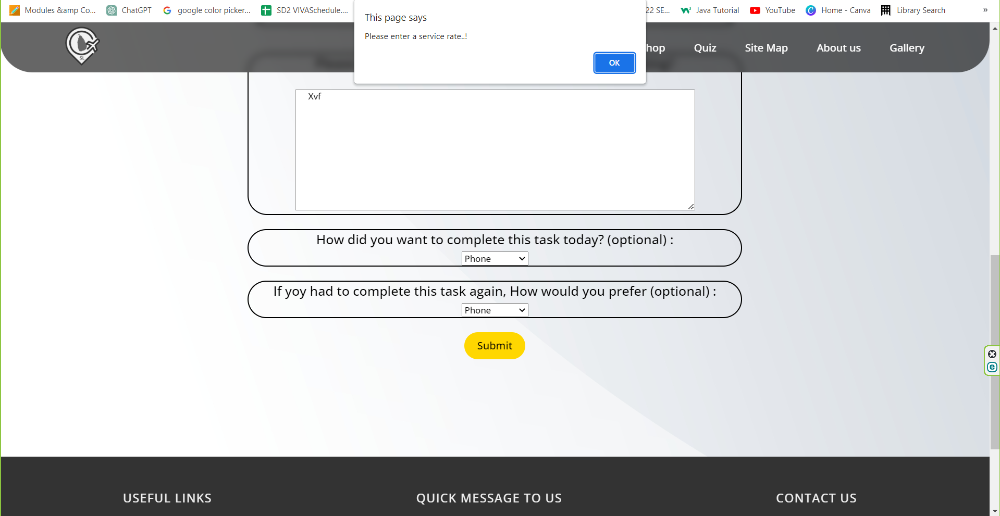 Modules &amp Co... ChatGPT google color picker... SD2 VIVASchedule.... 22 SE... Java Tutorial YouTube Home - Canva Library Search »
This page says
Please enter a service rate..!
OK
SL
hop Quiz Site Map About us Gallery
Xvf
How did you want to complete this task today? (optional) :
Phone
If yoy had to complete this task again, How would you prefer (optional) :
Phone
Submit
USEFUL LINKS QUICK MESSAGE TO US CONTACT US